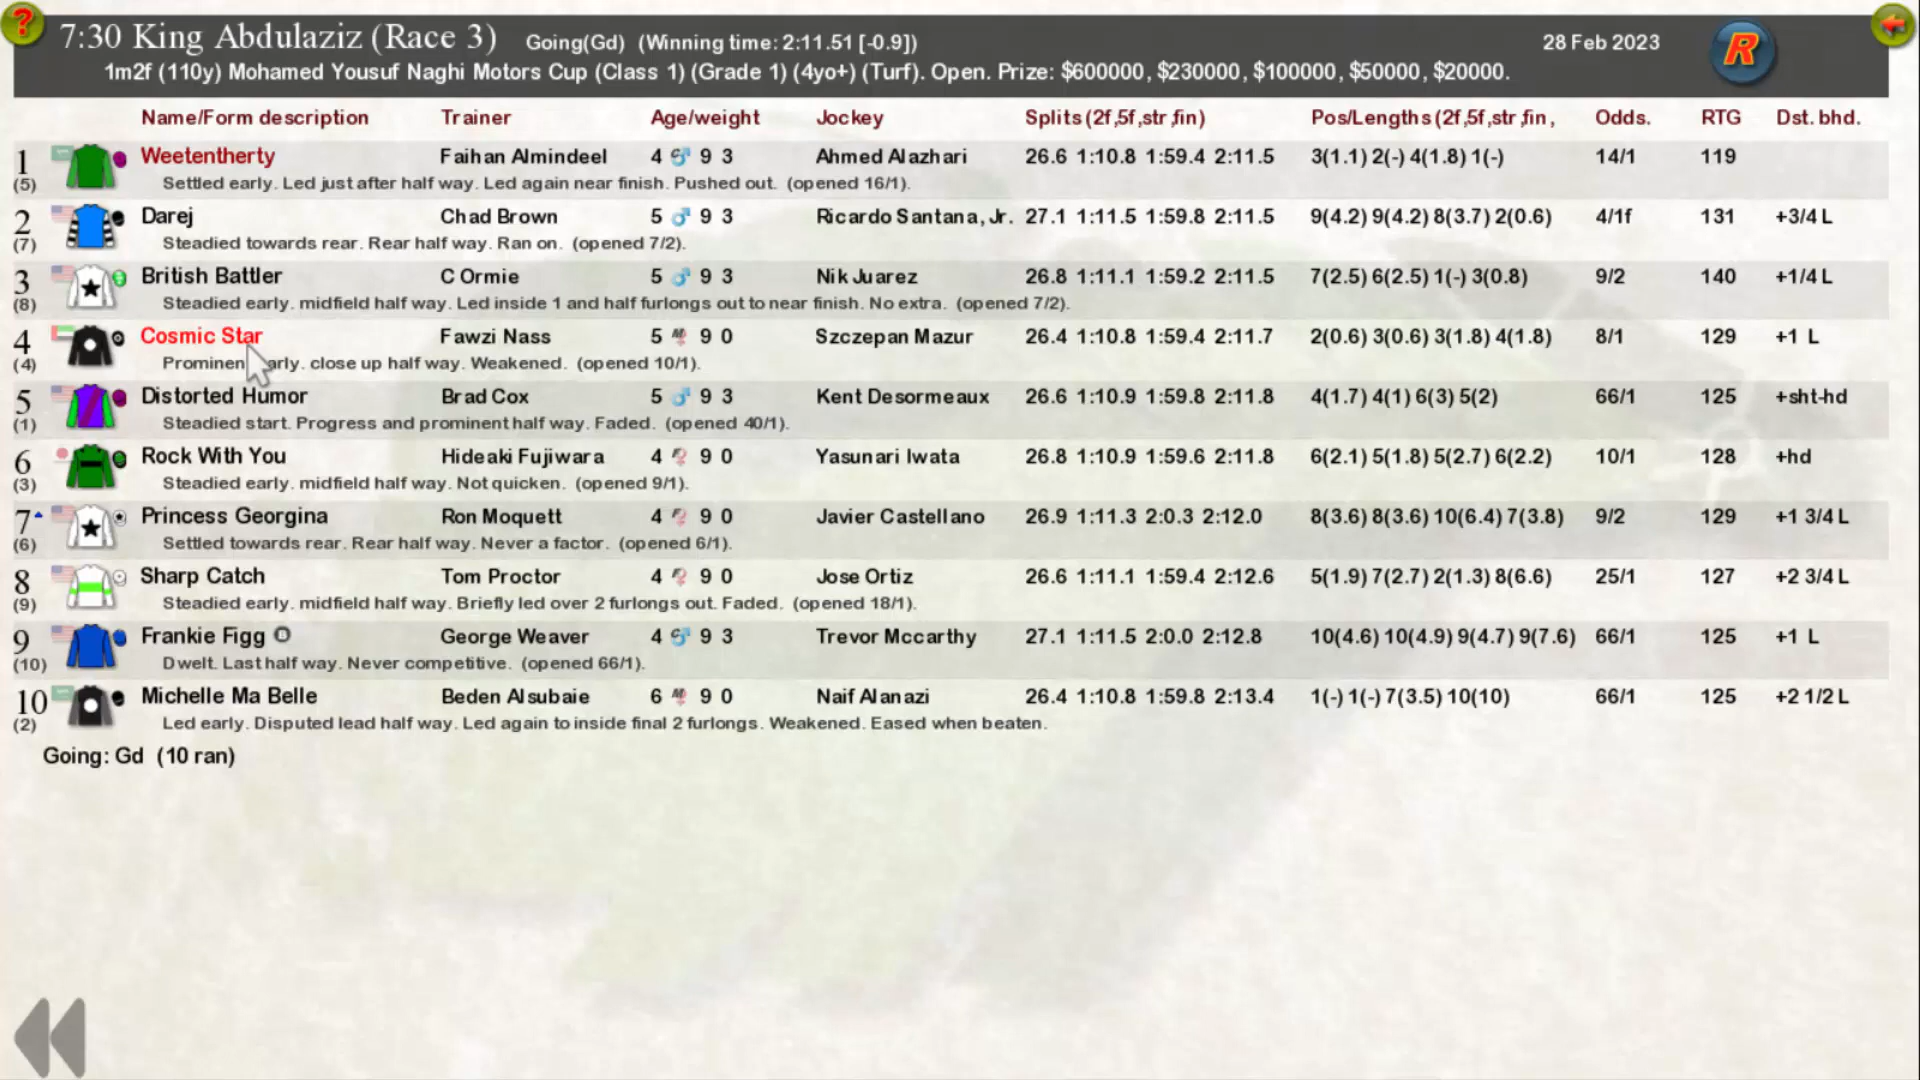 7:30 King Abdulaziz (Race 3) Going(Gd) (Winning time: 2:11.51 [-0.9]) 28 Feb 2023 R
1m2f (110y) Mohamed Yousuf Naghi Motors Cup (Class 1) (Grade 1) (4yo+) (Turf). Open. Prize: $600000, $230000, $100000, $50000, $20000.
Name/Form description Trainer Age/weight Jockey Splits (2f,5f,str,fin) Pos/Lengths (2f,5f,str,fin, Odds. RTG Dst. bhd.
1 Weetentherty Faihan Almindeel 4 9 3 Ahmed Alazhari 26.6 1:10.8 1:59.4 2:11.5 3(1.1) 2(-) 4(1.8) 1(-) 14/1 119
(5) Settled early. Led just after half way. Led again near finish. Pushed out. (opened 16/1).
2 Darej Chad Brown 5 9 3 Ricardo Santana, Jr. 27.1 1:11.5 1:59.8 2:11.5 9(4.2) 9(4.2) 8(3.7) 2(0.6) 4/1f 131 +3/4 L
(7) Steadied towards rear. Rear half way. Ran on. (opened 7/2).
3 British Battler C Ormie 5 9 3 Nik Juarez 26.8 1:11.1 1:59.2 2:11.5 7(2.5) 6(2.5) 1(-) 3(0.8) 9/2 140 +1/4 L
(8) Steadied early. midfield half way. Led inside 1 and half furlongs out to near finish. No extra. (opened 7/2).
4 Cosmic Star Fawzi Nass 5 9 0 Szczepan Mazur 26.4 1:10.8 1:59.4 2:11.7 2(0.6) 3(0.6) 3(1.8) 4(1.8) 8/1 129 +1 L
(4) Prominen arly. close up half way. Weakened. (opened 10/1).
5 Distorted Humor Brad Cox 5 9 3 Kent Desormeaux 26.6 1:10.9 1:59.8 2:11.8 4(1.7) 4(1) 6(3) 5(2) 66/1 125 +sht-hd
(1) Steadied start. Progress and prominent half way. Faded. (opened 40/1).
6 Rock With You Hideaki Fujiwara 4 9 0 Yasunari Iwata 26.8 1:10.9 1:59.6 2:11.8 6(2.1) 5(1.8) 5(2.7) 6(2.2) 10/1 128 +hd
(3) Steadied early. midfield half way. Not quicken. (opened 9/1).
7 Princess Georgina Ron Moquett 4 9 0 Javier Castellano 26.9 1:11.3 2:0.3 2:12.0 8(3.6) 8(3.6) 10(6.4) 7(3.8) 9/2 129 +1 3/4 L
(6) Settled towards rear. Rear half way. Never a factor. (opened 6/1).
8 Sharp Catch Tom Proctor 4 9 0 Jose Ortiz 26.6 1:11.1 1:59.4 2:12.6 5(1.9) 7(2.7) 2(1.3) 8(6.6) 25/1 127 +2 3/4 L
(9) Steadied early. midfield half way. Briefly led over 2 furlongs out. Faded. (opened 18/1).
9 Frankie Figg George Weaver 4 9 3 Trevor Mccarthy 27.1 1:11.5 2:0.0 2:12.8 10(4.6) 10(4.9) 9(4.7) 9(7.6) 66/1 125 +1 L
(10) Dwelt. Last half way. Never competitive. (opened 66/1).
10 Michelle Ma Belle Beden Alsubaie 6 9 0 Naif Alanazi 26.4 1:10.8 1:59.8 2:13.4 1(-) 1(-) 7(3.5) 10(10) 66/1 125 +2 1/2 L
(2) Led early. Disputed lead half way. Led again to inside final 2 furlongs. Weakened. Eased when beaten.
Going: Gd (10 ran)